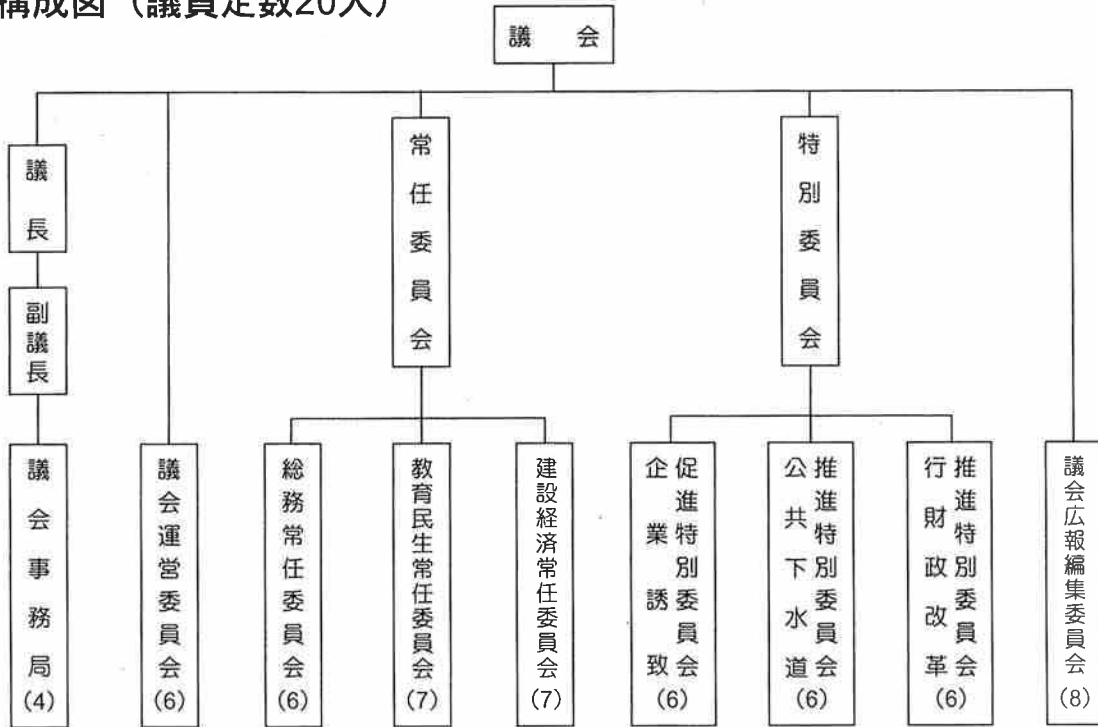 構成図（議員定数20人）
議会
議長
副議長
議会事務局
(4)
議会運営委員会
(6)
常任委員会
総務常任委員会
(6)
教育民生常任委員会
(7)
建設経済常任委員会
(7)
特別委員会
企業誘致
促進特別委員会
(6)
公共下水道
推進特別委員会
(6)
行財政改革
推進特別委員会
(6)
議会広報編集委員会
(8)